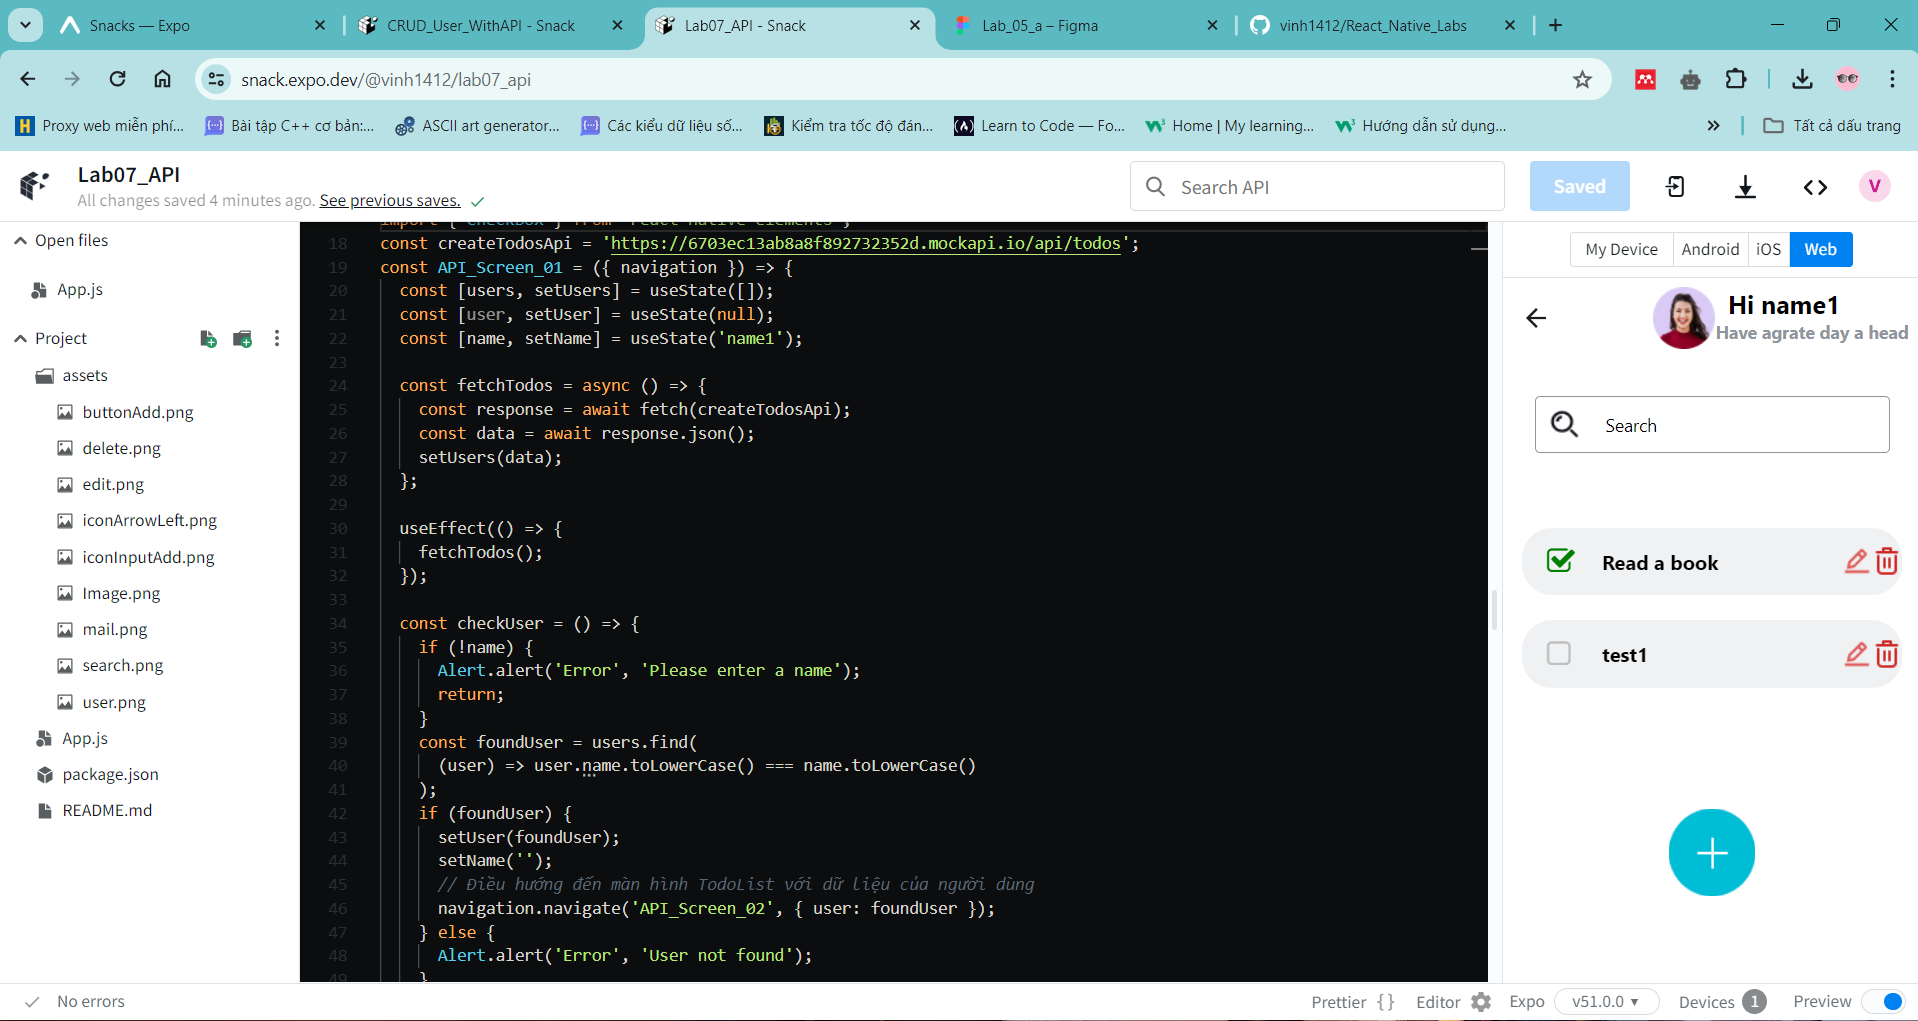 Snacks — Expo
CRUD_User_WithAPI - Snack
Lab07_API - Snack
Lab_05_a – Figma
vinh1412/React_Native_Labs
snack.expo.dev/@vinh1412/lab07_api
Proxy web miễn phí...
Bài tập C++ cơ bản:...
ASCII art generator...
Các kiểu dữ liệu số...
Kiểm tra tốc độ đán...
Learn to Code — Fo...
Home | My learning...
Hướng dẫn sử dụng...
Tất cả dấu trang
Lab07_API
All changes saved 4 minutes ago. See previous saves.
Search API
Saved
V
Open files
App.js
Project
assets
buttonAdd.png
delete.png
edit.png
iconArrowLeft.png
iconInputAdd.png
Image.png
mail.png
search.png
user.png
App.js
package.json
README.md
18 const createTodosApi = 'https://6703ec13ab8a8f892732352d.mockapi.io/api/todos';
19 const API_Screen_01 = ({ navigation }) => {
20 const [users, setUsers] = useState([]);
21 const [user, setUser] = useState(null);
22 const [name, setName] = useState('name1');
23
24 const fetchTodos = async () => {
25 const response = await fetch(createTodosApi);
26 const data = await response.json();
27 setUsers(data);
28 };
29
30 useEffect(() => {
31 fetchTodos();
32 });
33
34 const checkUser = () => {
35 if (!name) {
36 Alert.alert('Error', 'Please enter a name');
37 return;
38 }
39 const foundUser = users.find(
40 (user) => user.name.toLowerCase() === name.toLowerCase()
41 );
42 if (foundUser) {
43 setUser(foundUser);
44 setName('');
45 // Điều hướng đến màn hình TodoList với dữ liệu của người dùng
46 navigation.navigate('API_Screen_02', { user: foundUser });
47 } else {
48 Alert.alert('Error', 'User not found');
49 }
My Device
Android
iOS
Web
Hi name1
Have agrate day a head
Search
Read a book
test1
No errors
Prettier {}
Editor
Expo
v51.0.0
Devices 1
Preview